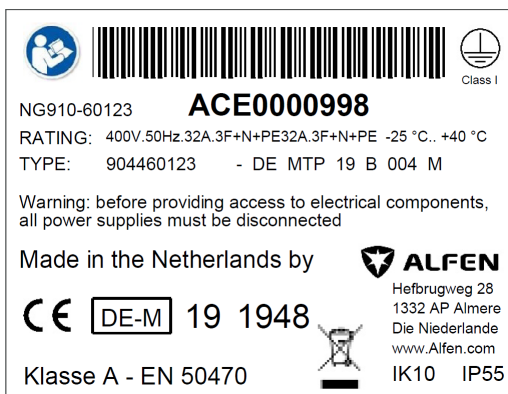 Class I
NG910-60123 ACE0000998
RATING: 400V.50Hz.32A.3F+N+PE32A.3F+N+PE -25 °C.. +40 °C
TYPE: 904460123 - DE MTP 19 B 004 M
Warning: before providing access to electrical components,
all power supplies must be disconnected
Made in the Netherlands by ALFEN
Hefbrugweg 28
1332 AP Almere
Die Niederlande
www.Alfen.com
CE DE-M 19 1948
Klasse A - EN 50470 IK10 IP55